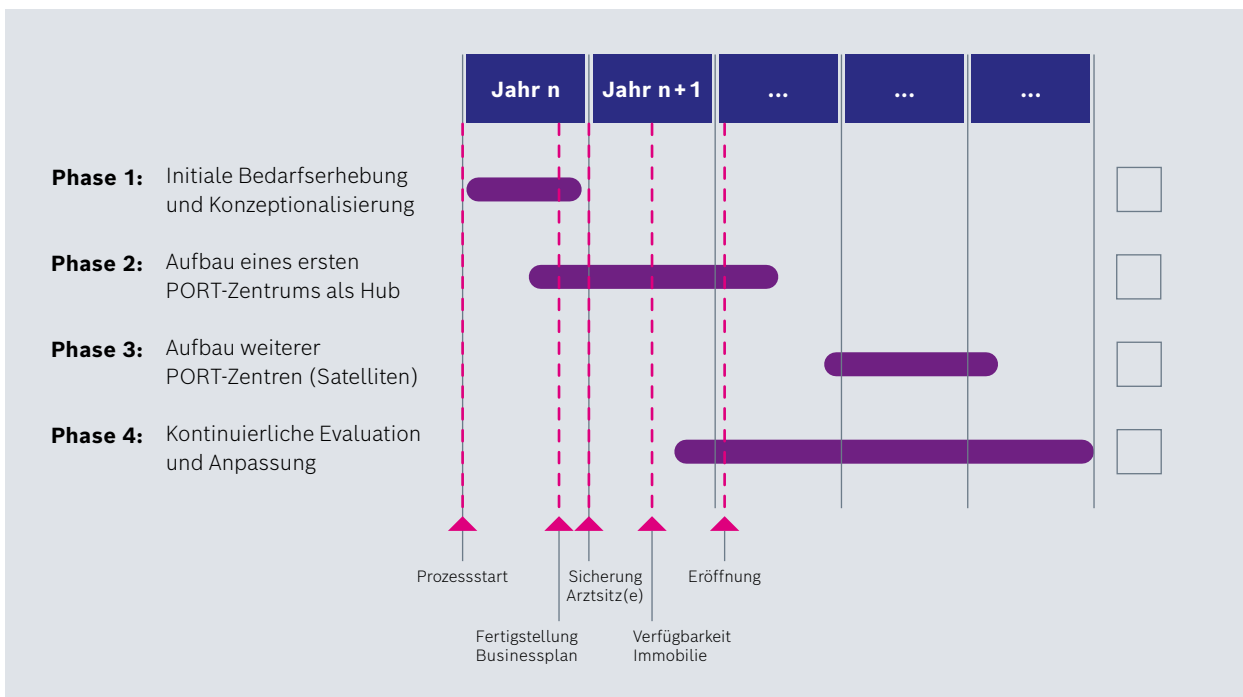 Jahr n
Jahr n+1
...
...
...
Phase 1: Initiale Bedarfserhebung
und Konzeptionalisierung
Phase 2: Aufbau eines ersten
PORT-Zentrums als Hub
Phase 3: Aufbau weiterer
PORT-Zentren (Satelliten)
Phase 4: Kontinuierliche Evaluation
und Anpassung
Prozessstart
Sicherung
Arztsitz(e)
Eröffnung
Fertigstellung
Businessplan
Verfügbarkeit
Immobilie